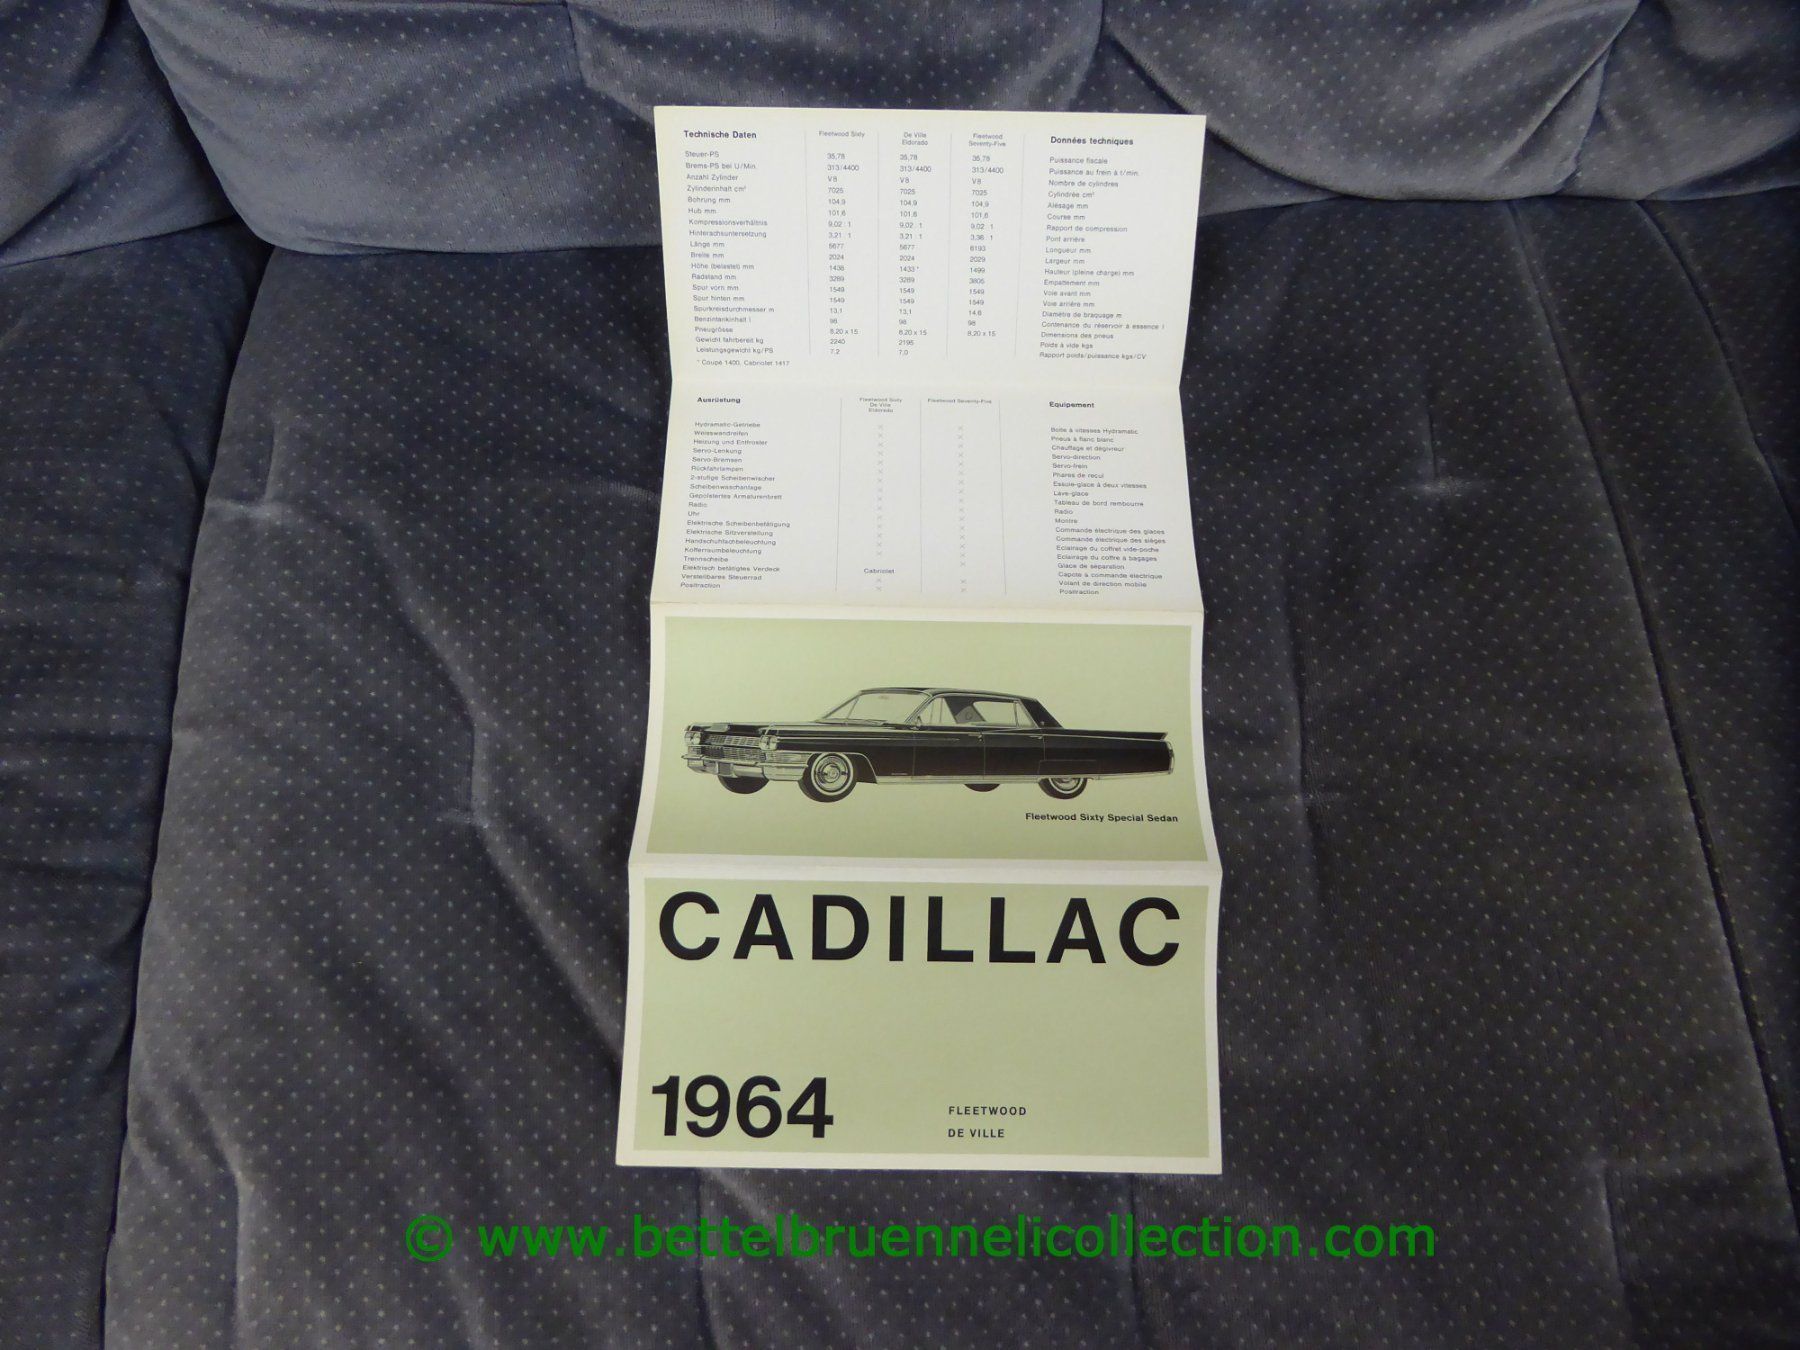 Technische Daten Fleetwood Sixty De Ville Eldorado Fleetwood Seventy-Five Données techniques
Steuer-PS 35,78 35,78 35,78 Puissance fiscale
Brems-PS bei U/Min. 313/4400 313/4400 313/4400 Puissance au frein à t/min.
Anzahl Zylinder V8 V8 V8 Nombre de cylindres
Zylinderinhalt cm³ 7025 7025 7025 Cylindrée cm³
Bohrung mm 104,9 104,9 104,9 Alésage mm
Hub mm 101,6 101,6 101,6 Course mm
Kompressionsverhältnis 9,02 : 1 9,02 : 1 9,02 : 1 Rapport de compression
Hinterachsuntersetzung 3,21 : 1 3,21 : 1 3,36 : 1 Pont arrière
Länge mm 5677 5677 6193 Longueur mm
Breite mm 2024 2024 2029 Largeur mm
Höhe (belastet) mm 1438 1433 * 1499 Hauteur (pleine charge) mm
Radstand mm 3289 3289 3805 Empattement mm
Spur vorn mm 1549 1549 1549 Voie avant mm
Spur hinten mm 1549 1549 1549 Voie arrière mm
Spurkreisdurchmesser m 13,1 13,1 14,6 Diamètre de braquage m
Benzintankinhalt l 98 98 98 Contenance du réservoir à essence l
Pneugrösse 8,20 x 15 8,20 x 15 8,20 x 15 Dimensions des pneus
Gewicht fahrbereit kg 2240 2195 Poids à vide kgs
Leistungsgewicht kg/PS 7,2 7,0 Rapport poids/puissance kgs/CV
* Coupé 1400, Cabriolet 1417
Ausrüstung Fleetwood Sixty De Ville Eldorado Fleetwood Seventy-Five Equipement
Hydramatic-Getriebe × × Boîte à vitesses Hydramatic
Weisswandreifen × × Pneus à flanc blanc
Heizung und Entfroster × × Chauffage et dégivreur
Servo-Lenkung × × Servo-direction
Servo-Bremsen × × Servo-frein
Rückfahrlampen × × Phares de recul
2-stufige Scheibenwischer × × Essuie-glace à deux vitesses
Scheibenwaschanlage × × Lave-glace
Gepolstertes Armaturenbrett × × Tableau de bord rembourré
Radio × × Radio
Uhr × × Montre
Elektrische Scheibenbetätigung × × Commande électrique des glaces
Elektrische Sitzverstellung × × Commande électrique des sièges
Handschuhfachbeleuchtung × × Eclairage du coffret vide-poche
Kofferraumbeleuchtung × × Eclairage du coffre à bagages
Trennscheibe × Glace de séparation
Elektrisch betätigtes Verdeck Cabriolet Capote à commande électrique
Verstellbares Steuerrad × × Volant de direction mobile
Positraction × × Positraction
Fleetwood Sixty Special Sedan
CADILLAC
1964
FLEETWOOD
DE VILLE
© www.bettelbruennelicollection.com